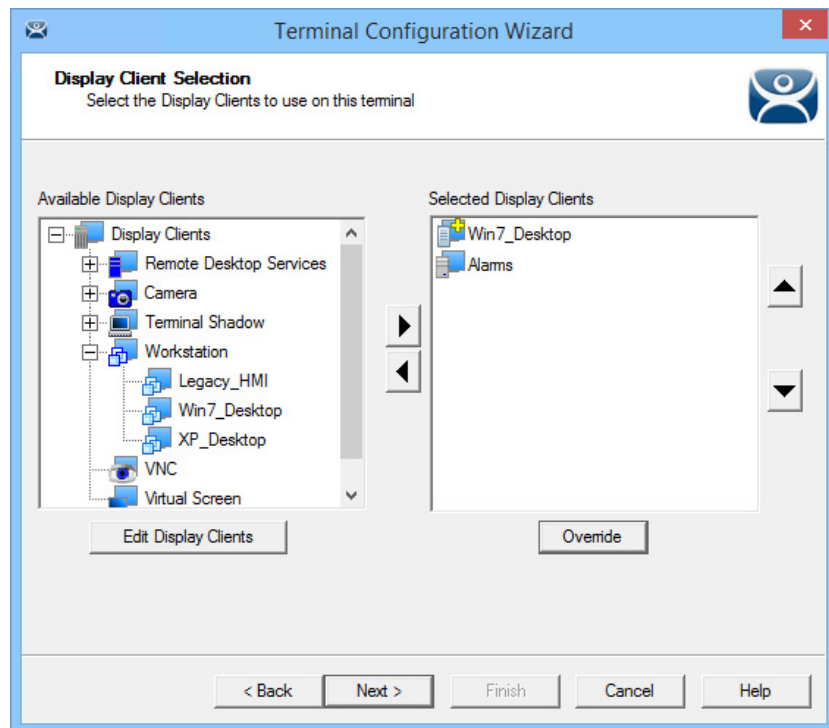 Terminal Configuration Wizard
Display Client Selection
Select the Display Clients to use on this terminal
Available Display Clients
Display Clients
Remote Desktop Services
Camera
Terminal Shadow
Workstation
Legacy_HMI
Win7_Desktop
XP_Desktop
VNC
Virtual Screen
Edit Display Clients
Selected Display Clients
Win7_Desktop
Alarms
Override
< Back Next > Finish Cancel Help